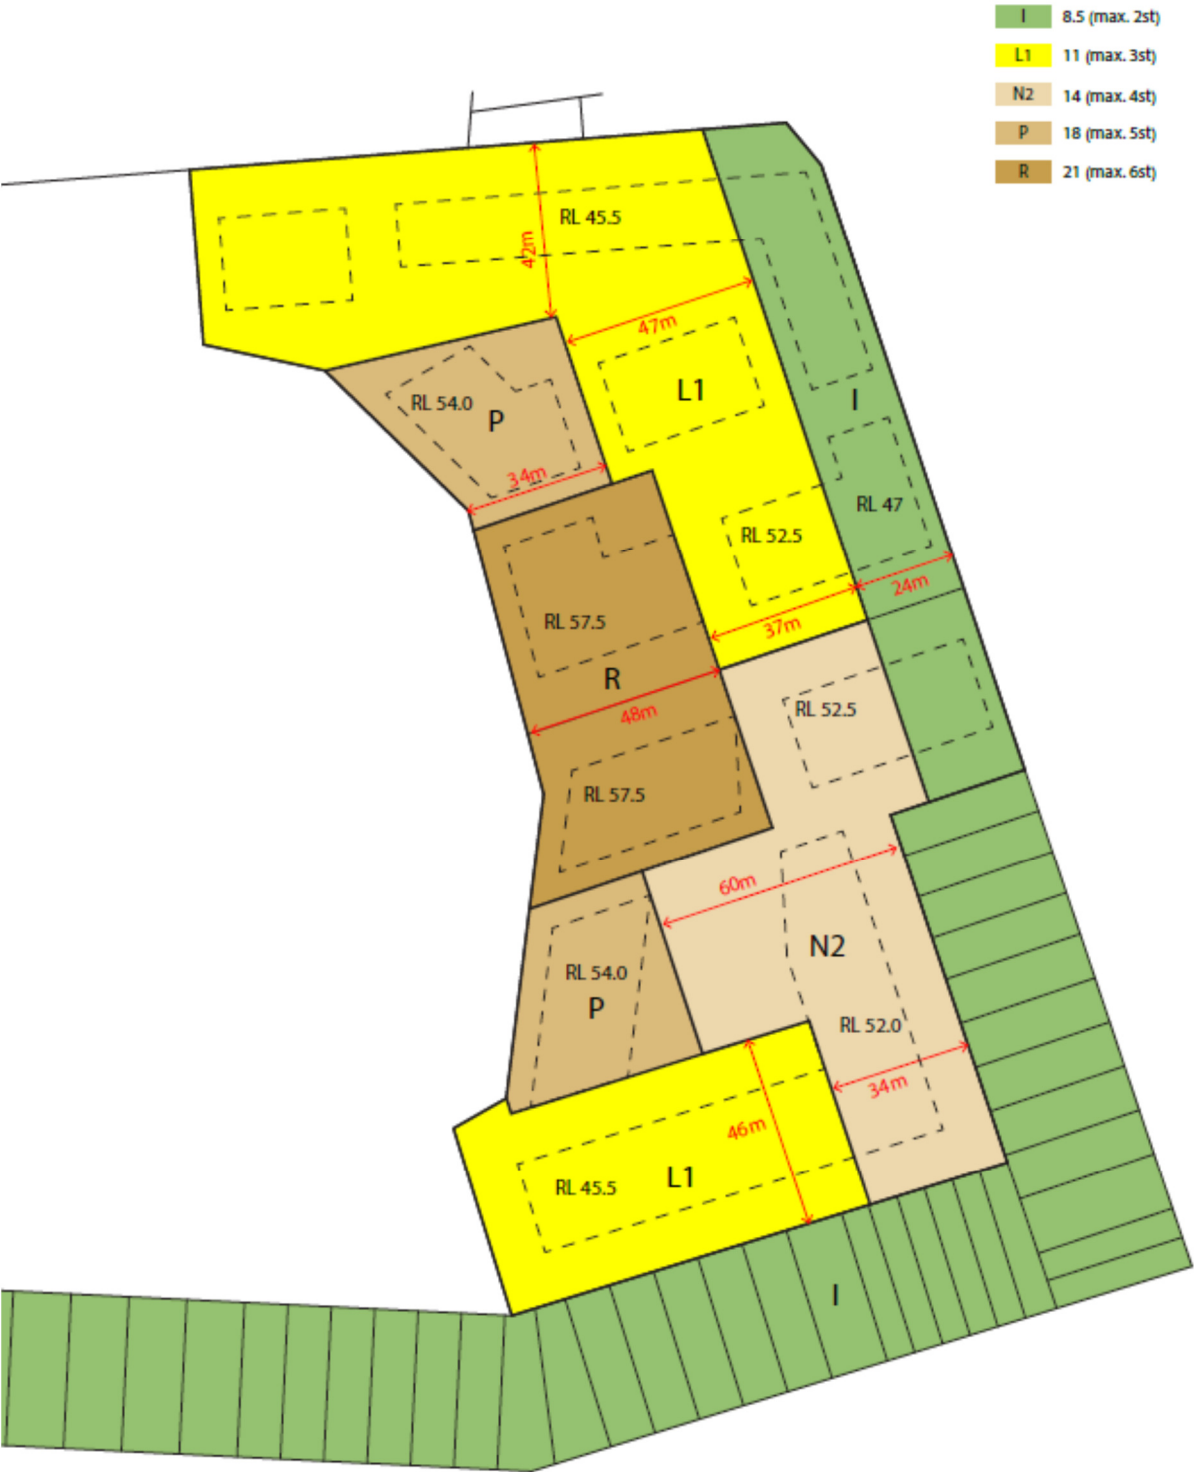 I 8.5 (max. 2st)
L1 11 (max. 3st)
N2 14 (max. 4st)
P 18 (max. 5st)
R 21 (max. 6st)
RL 45.5
42m
47m
L1
I
RL 54.0
P
34m
RL 47
RL 52.5
24m
37m
RL 57.5
R
48m
RL 52.5
RL 57.5
60m
N2
RL 54.0
P
RL 52.0
34m
46m
L1
RL 45.5
I